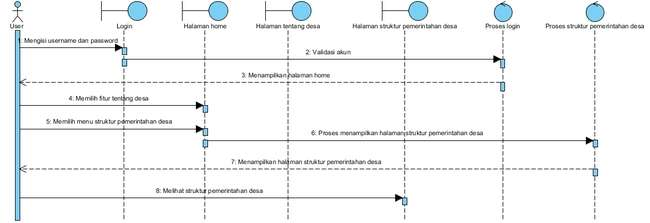 User
Login
Halaman home
Halaman tentang desa
Halaman struktur pemerintahan desa
Proses login
Proses struktur pemerintahan desa
1: Mengisi username dan password
2: Validasi akun
3: Menampilkan halaman home
4: Memilih fitur tentang desa
5: Memilih menu struktur pemerintahan desa
6: Proses menampilkan halaman struktur pemerintahan desa
7: Menampilkan halaman struktur pemerintahan desa
8: Melihat struktur pemerintahan desa